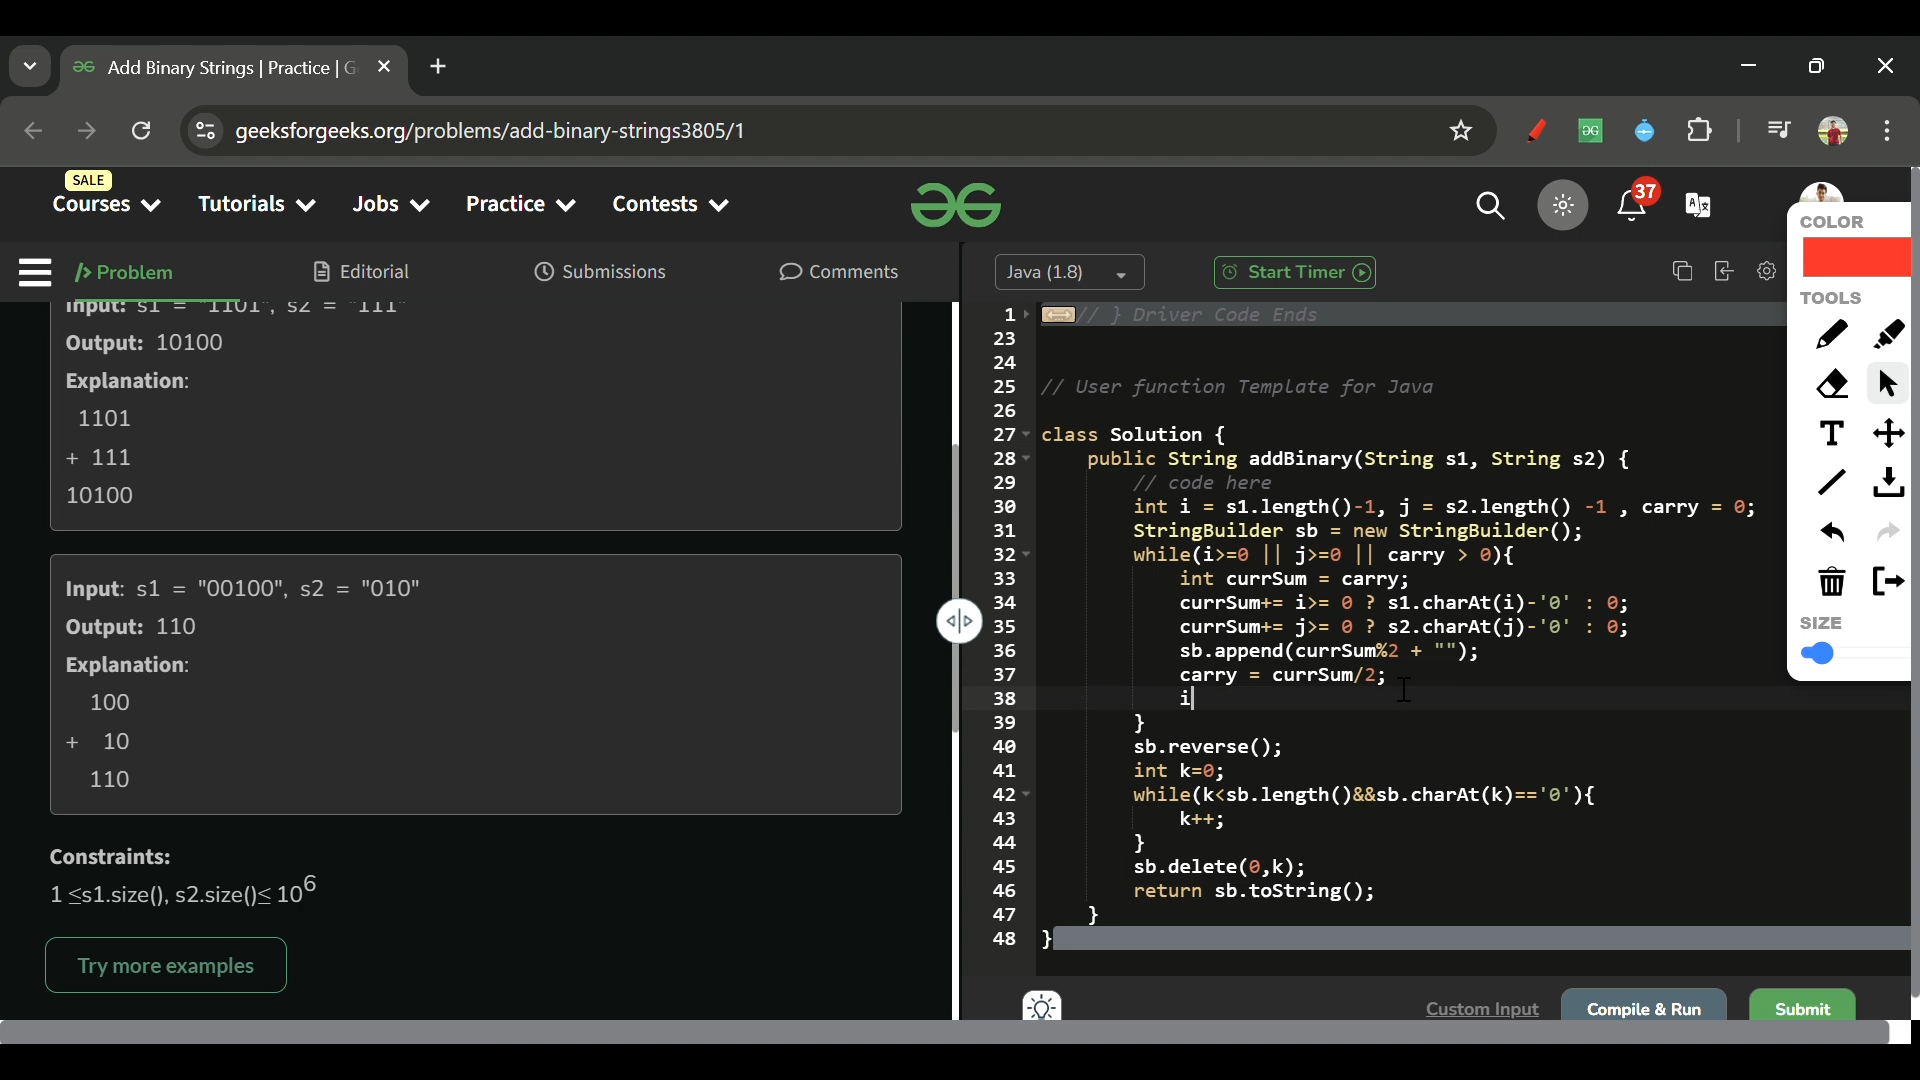 Add Binary Strings | Practice | G
geeksforgeeks.org/problems/add-binary-strings3805/1
SALE
Courses Tutorials Jobs Practice Contests
37
COLOR
TOOLS
SIZE
Problem Editorial Submissions Comments
Input: s1 = "1101", s2 = "111"
Output: 10100
Explanation:
1101
+ 111
10100
Input: s1 = "00100", s2 = "010"
Output: 110
Explanation:
100
+ 10
110
Constraints:
1 ≤s1.size(), s2.size()≤ 10^6
Try more examples
Java (1.8) Start Timer
1 // } Driver Code Ends
23
24
25 // User function Template for Java
26
27 class Solution {
28 public String addBinary(String s1, String s2) {
29 // code here
30 int i = s1.length()-1, j = s2.length() -1 , carry = 0;
31 StringBuilder sb = new StringBuilder();
32 while(i>=0 || j>=0 || carry > 0){
33 int currSum = carry;
34 currSum+= i>= 0 ? s1.charAt(i)-'0' : 0;
35 currSum+= j>= 0 ? s2.charAt(j)-'0' : 0;
36 sb.append(currSum%2 + "");
37 carry = currSum/2;
38 i
39 }
40 sb.reverse();
41 int k=0;
42 while(k<sb.length()&&sb.charAt(k)=='0'){
43 k++;
44 }
45 sb.delete(0,k);
46 return sb.toString();
47 }
48 }
Custom Input Compile & Run Submit